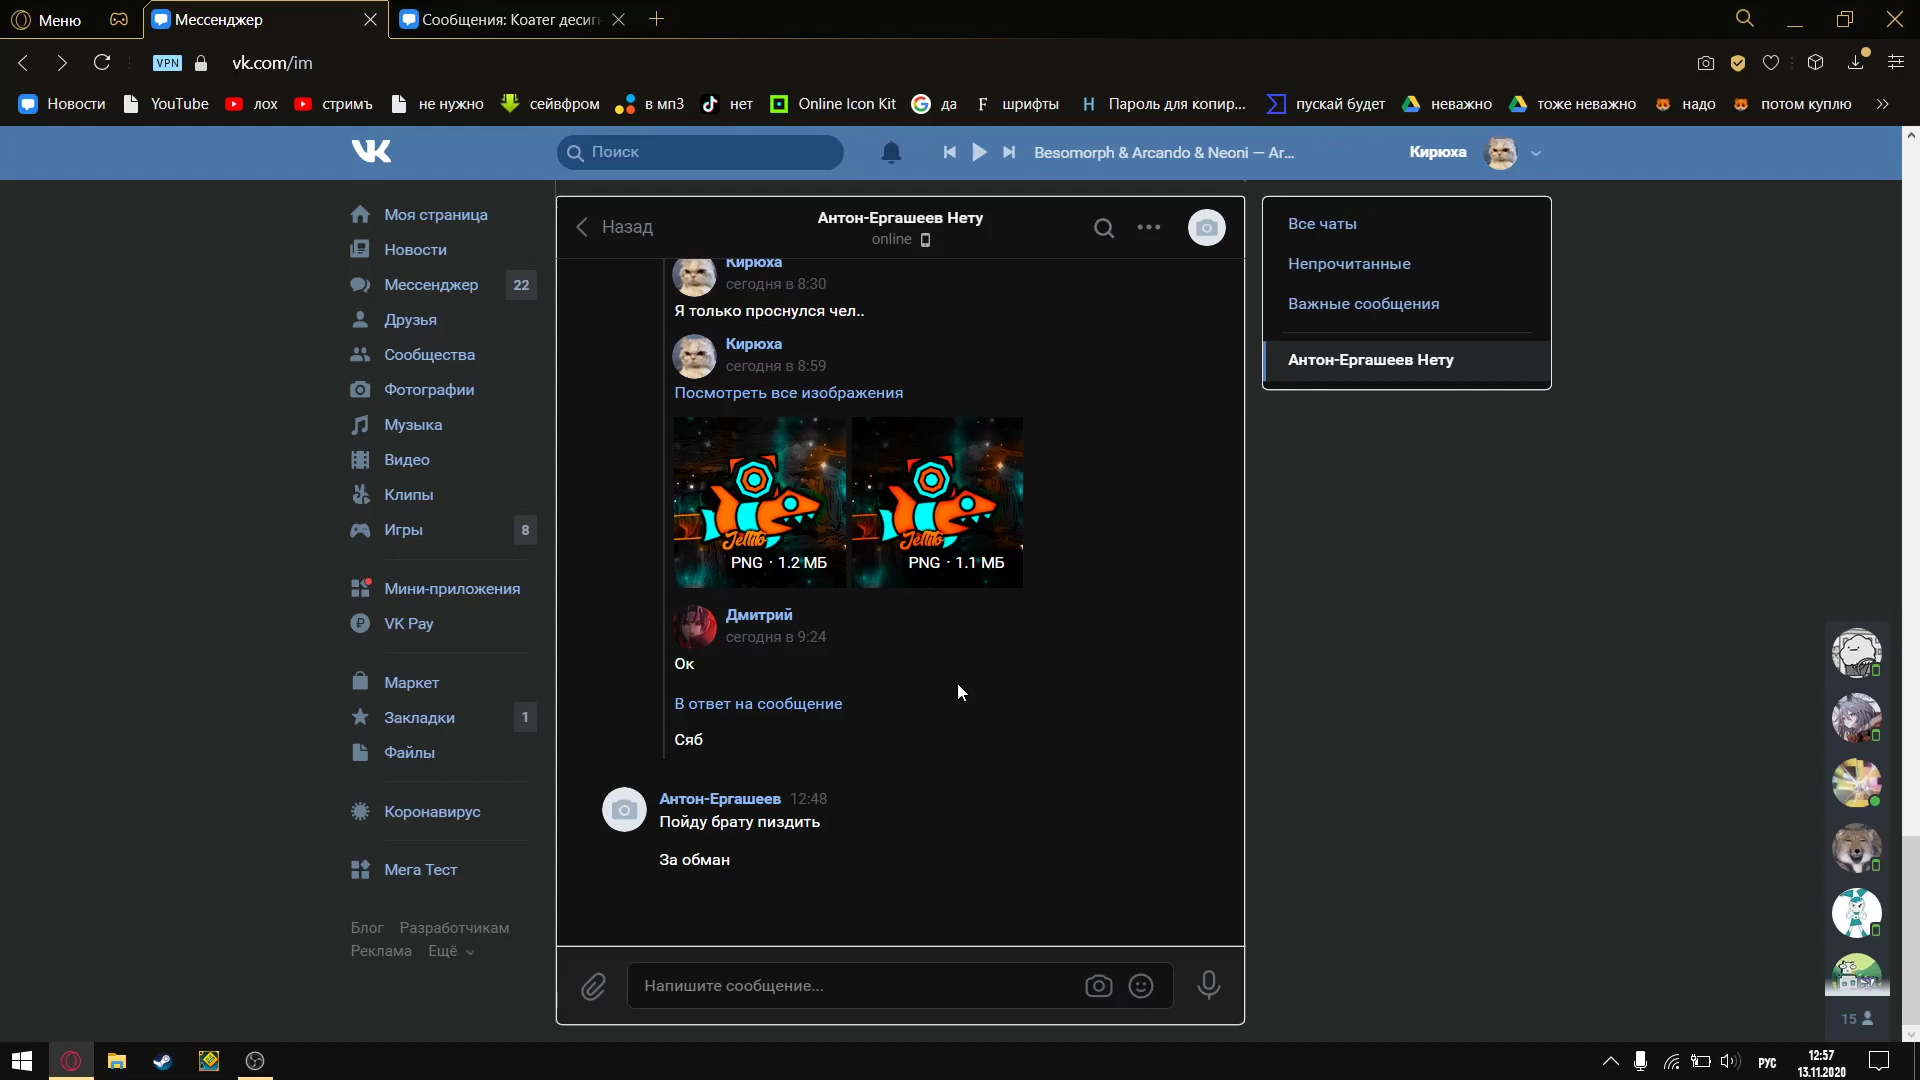 Меню
Мессенджер
Сообщения: Коатег десигн
VPN
vk.com/im
Новости
YouTube
лох
стримъ
не нужно
сейвфром
в мп3
нет
Online Icon Kit
да
шрифты
Пароль для копир...
пускай будет
неважно
тоже неважно
надо
потом куплю
Поиск
Besomorph & Arcando & Neoni — Ar...
Кирюха
Моя страница
Новости
Мессенджер
22
Друзья
Сообщества
Фотографии
Музыка
Видео
Клипы
Игры
8
Мини-приложения
VK Pay
Маркет
Закладки
1
Файлы
Коронавирус
Мега Тест
Блог Разработчикам
Реклама Ещё
Назад
Антон-Ергашеев Нету
online
Кирюха
сегодня в 8:30
Я только проснулся чел..
Кирюха
сегодня в 8:59
Посмотреть все изображения
Jellito
PNG · 1.2 МБ
Jellito
PNG · 1.1 МБ
Дмитрий
сегодня в 9:24
Ок
В ответ на сообщение
Сяб
Антон-Ергашеев 12:48
Пойду брату пиздить
За обман
Напишите сообщение...
Все чаты
Непрочитанные
Важные сообщения
Антон-Ергашеев Нету
15
РУС
12:57
13.11.2020